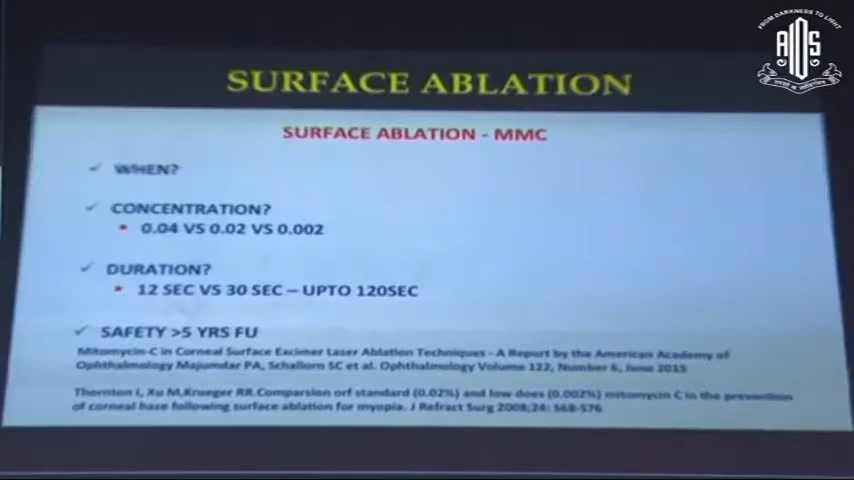 FROM DARKNESS TO LIGHT
AIOS
SURFACE ABLATION
SURFACE ABLATION - MMC
✓ WHEN?
✓ CONCENTRATION?
▪ 0.04 VS 0.02 VS 0.002
✓ DURATION?
▪ 12 SEC VS 30 SEC – UPTO 120SEC
✓ SAFETY >5 YRS FU
Mitomycin-C in Corneal Surface Excimer Laser Ablation Techniques - A Report by the American Academy of
Ophthalmology Majumdar PA, Schallorn SC et al. Ophthalmology Volume 122, Number 6, June 2015
Thornton I, Xu M,Krueger RR.Comparsion orf standard (0.02%) and low does (0.002%) mitomycin C in the prevention
of corneal haze following surface ablation for myopia. J Refract Surg 2008;24: S68-S76